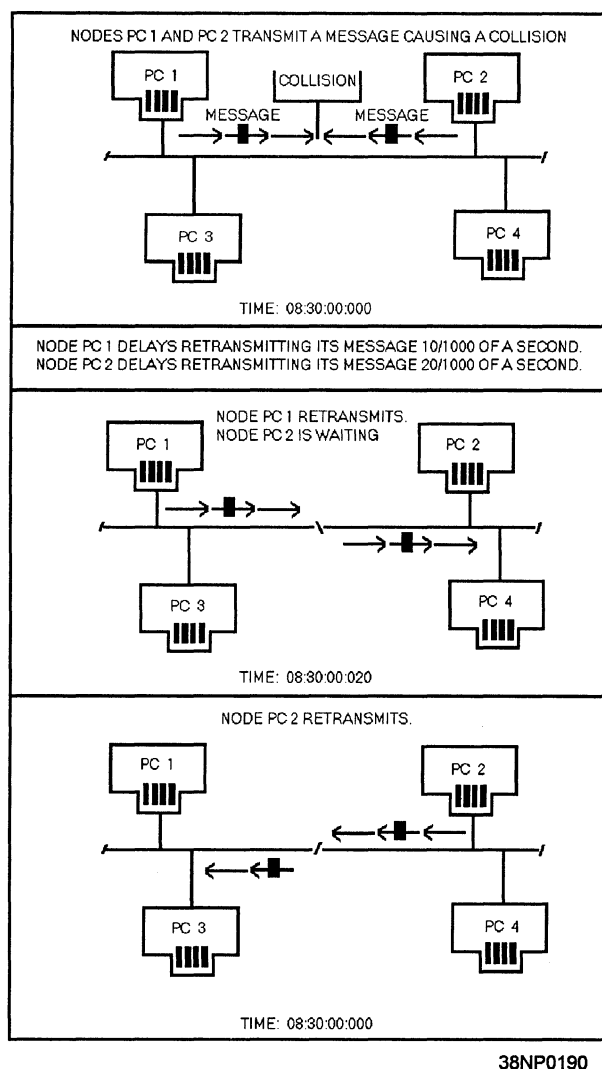 NODES PC 1 AND PC 2 TRANSMIT A MESSAGE CAUSING A COLLISION
PC 1
COLLISION
PC 2
MESSAGE
MESSAGE
PC 3
PC 4
TIME: 08:30:00:000
NODE PC 1 DELAYS RETRANSMITTING ITS MESSAGE 10/1000 OF A SECOND.
NODE PC 2 DELAYS RETRANSMITTING ITS MESSAGE 20/1000 OF A SECOND.
NODE PC 1 RETRANSMITS.
NODE PC 2 IS WAITING
PC 1
PC 2
PC 3
PC 4
TIME: 08:30:00:020
NODE PC 2 RETRANSMITS.
PC 1
PC 2
PC 3
PC 4
TIME: 08:30:00:000
38NP0190